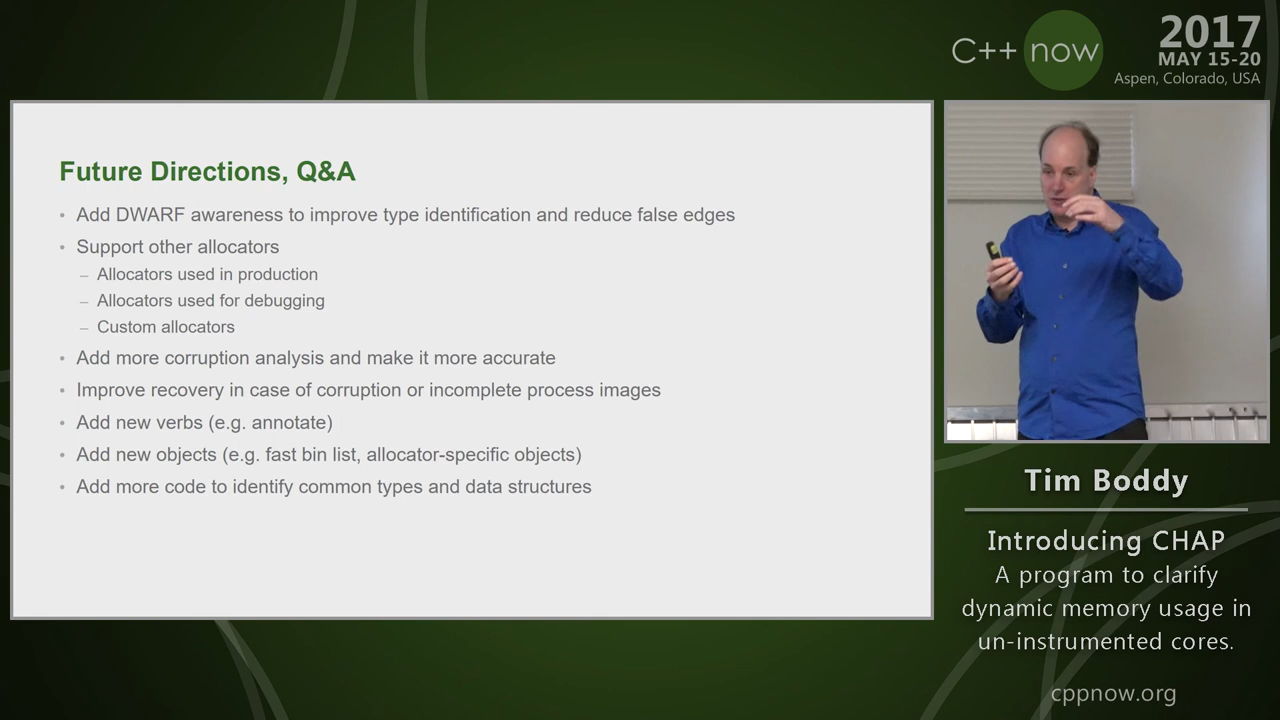 C++ now
2017
MAY 15-20
Aspen, Colorado, USA
Future Directions, Q&A
• Add DWARF awareness to improve type identification and reduce false edges
• Support other allocators
– Allocators used in production
– Allocators used for debugging
– Custom allocators
• Add more corruption analysis and make it more accurate
• Improve recovery in case of corruption or incomplete process images
• Add new verbs (e.g. annotate)
• Add new objects (e.g. fast bin list, allocator-specific objects)
• Add more code to identify common types and data structures
Tim Boddy
Introducing CHAP
A program to clarify
dynamic memory usage in
un-instrumented cores.
cppnow.org